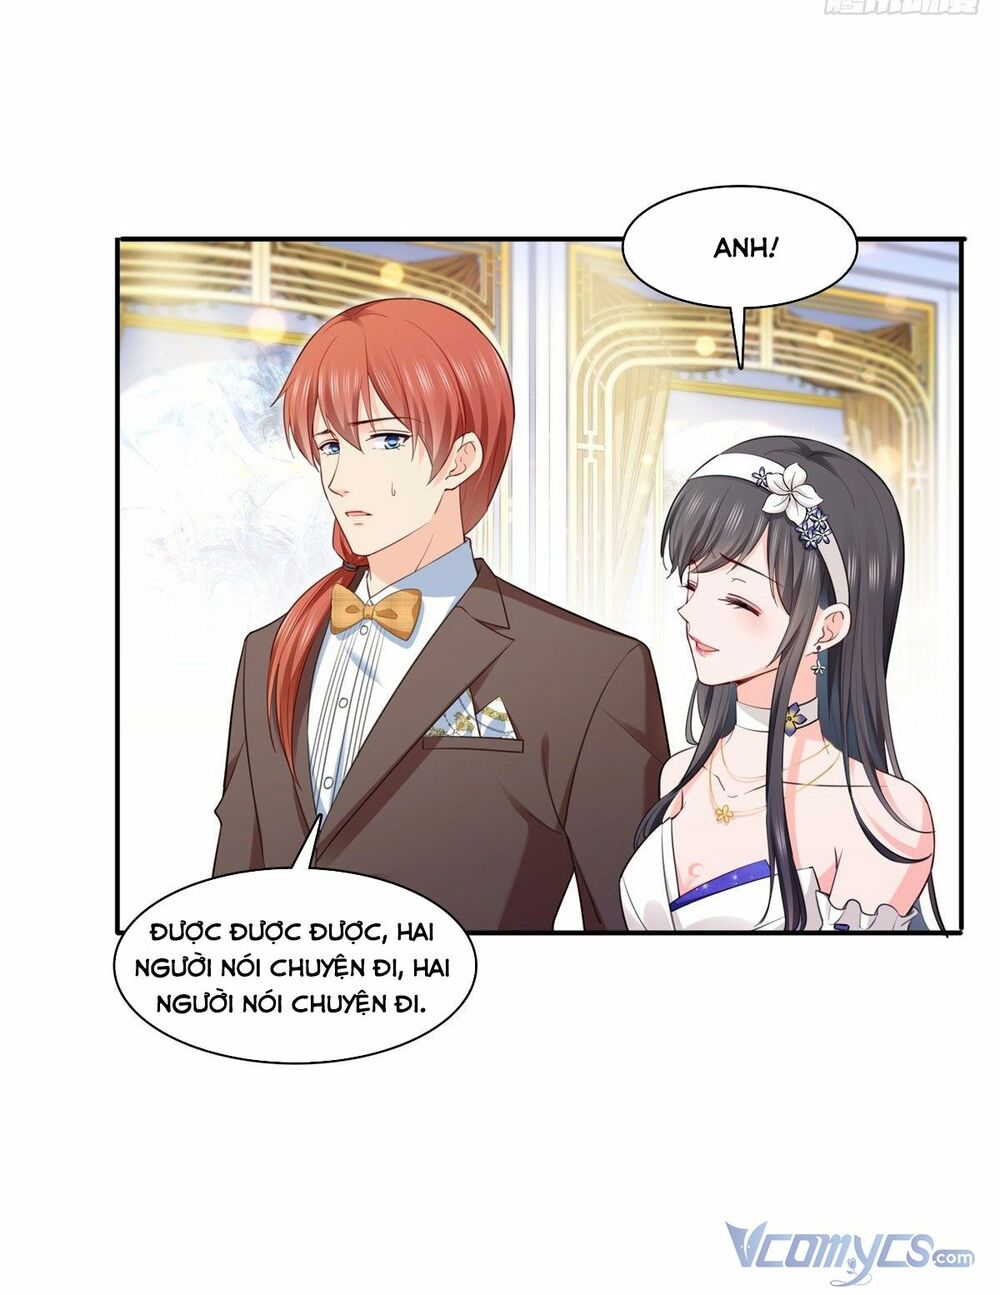 ANH!
ĐƯỢC ĐƯỢC ĐƯỢC, HAI
NGƯỜI NÓI CHUYỆN ĐI, HAI
NGƯỜI NÓI CHUYỆN ĐI.
VCOMYCS.com